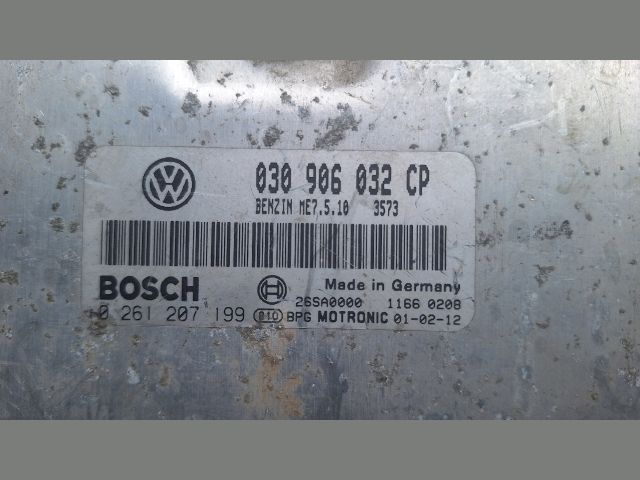 030 906 032 CP
BENZIN ME7.5.10 3573
BOSCH
Made in Germany
26SA0000 1166 0208
0 261 207 199 010 BPG MOTRONIC 01-02-12